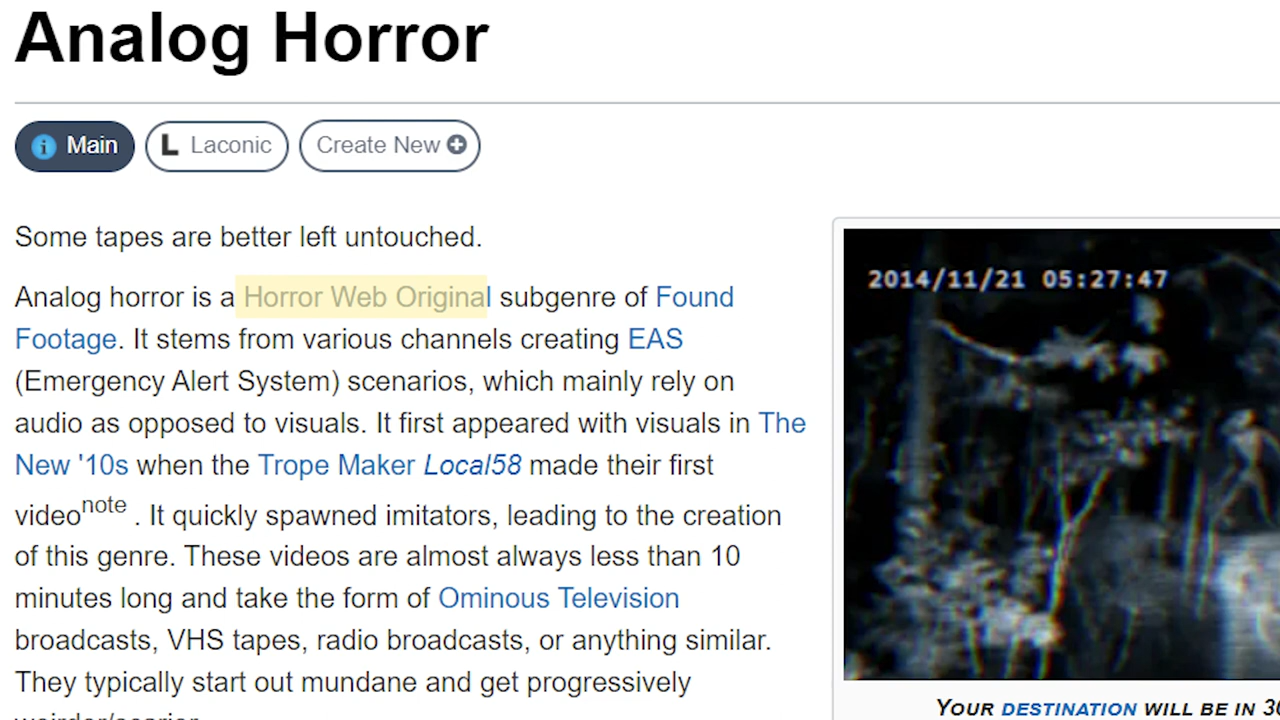 Analog Horror
Main
Laconic
Create New
Some tapes are better left untouched.
Analog horror is a Horror Web Original subgenre of Found
Footage. It stems from various channels creating EAS
(Emergency Alert System) scenarios, which mainly rely on
audio as opposed to visuals. It first appeared with visuals in The
New '10s when the Trope Maker Local58 made their first
videonote . It quickly spawned imitators, leading to the creation
of this genre. These videos are almost always less than 10
minutes long and take the form of Ominous Television
broadcasts, VHS tapes, radio broadcasts, or anything similar.
They typically start out mundane and get progressively
weirder/scarier.
2014/11/21 05:27:47
YOUR DESTINATION WILL BE IN 30